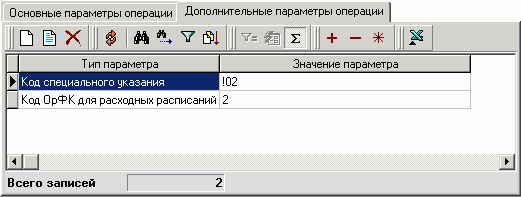 Основные параметры операции Дополнительные параметры операции
Тип параметра Значение параметра
Код специального указания !02
Код ОрФК для расходных расписаний 2
Всего записей 2